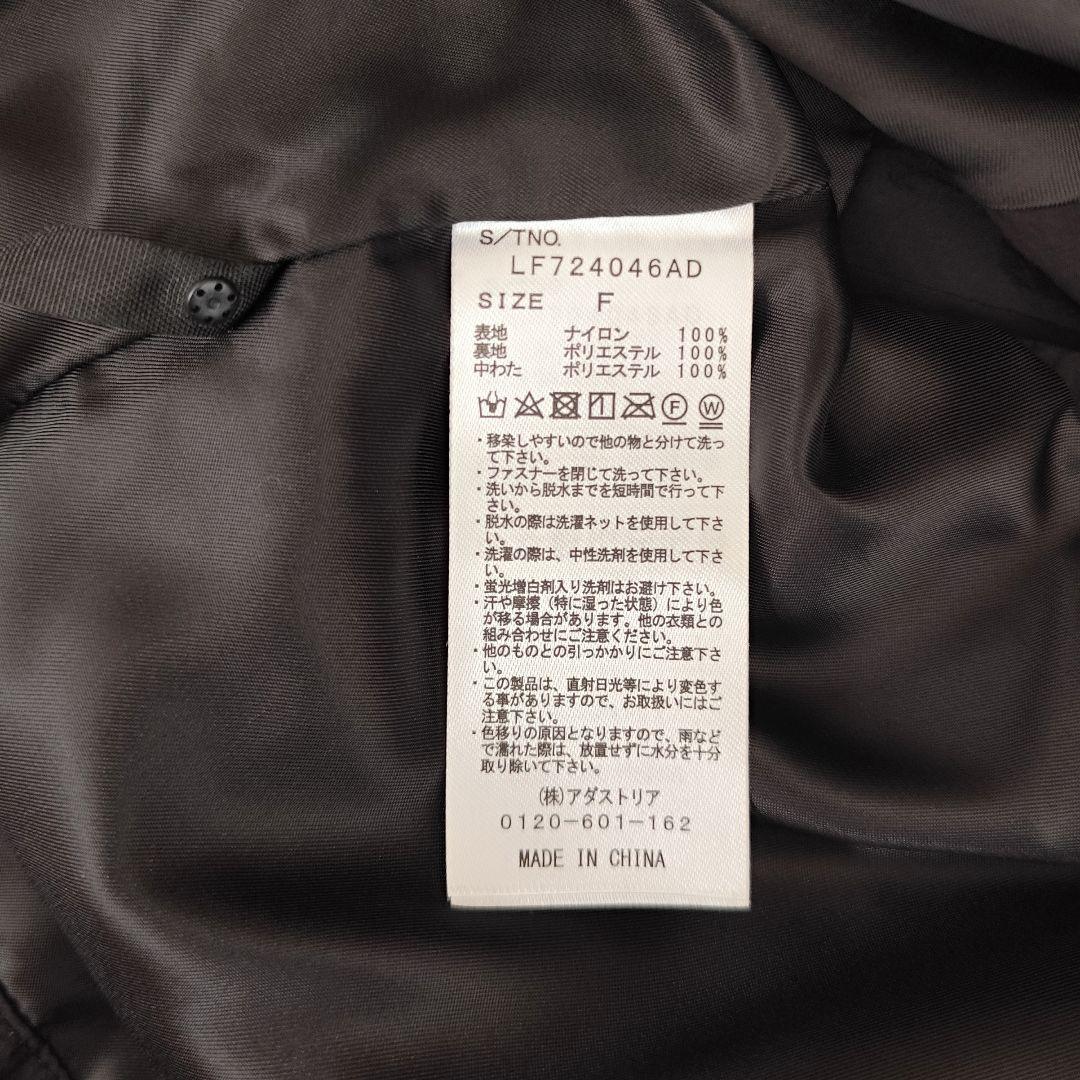 S/TNO.
LF724046AD
SIZE F
表地 ナイロン 100%
裏地 ポリエステル 100%
中わた ポリエステル 100%
F W
・移染しやすいので他の物と分けて洗っ
て下さい。
・ファスナーを閉じて洗って下さい。
・洗いから脱水までを短時間で行って下
さい。
・脱水の際は洗濯ネットを使用して下さ
い。
・洗濯の際は、中性洗剤を使用して下さ
い。
・蛍光増白剤入り洗剤はお避け下さい。
・汗や摩擦（特に湿った状態）により色
が移る場合があります。他の衣類との
組み合わせにご注意ください。
・他のものとの引っかかりにご注意下さ
い。
・この製品は、直射日光等により変色す
る事がありますので、お取扱いにはご
注意下さい。
・色移りの原因となりますので、雨など
で濡れた際は、放置せずに水分を十分
取り除いて下さい。
(株)アダストリア
0120-601-162
MADE IN CHINA